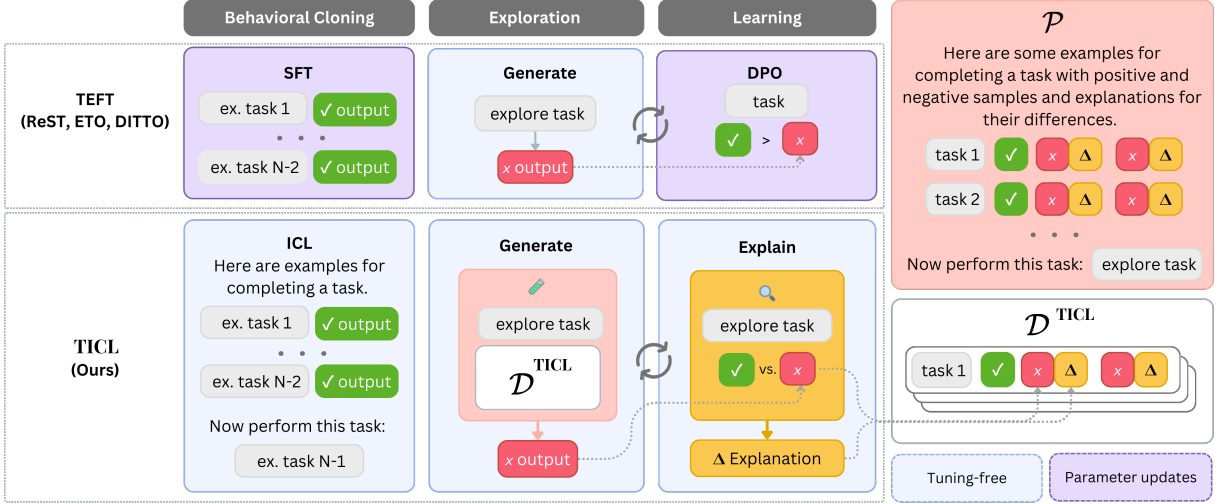 Behavioral Cloning
Exploration
Learning
TEFT
(ReST, ETO, DITTO)
SFT
ex. task 1 ✓ output
• • •
ex. task N-2 ✓ output
Generate
explore task
x output
DPO
task
✓ > x
TICL
(Ours)
ICL
Here are examples for
completing a task.
ex. task 1 ✓ output
• • •
ex. task N-2 ✓ output
Now perform this task:
ex. task N-1
Generate
explore task
𝒟 TICL
x output
Explain
explore task
✓ vs. x
Δ Explanation
𝒫
Here are some examples for
completing a task with positive and
negative samples and explanations for
their differences.
task 1 ✓ x Δ x Δ
task 2 ✓ x Δ x Δ
• • •
Now perform this task: explore task
𝒟 TICL
task 1 ✓ x Δ x Δ
Tuning-free
Parameter updates